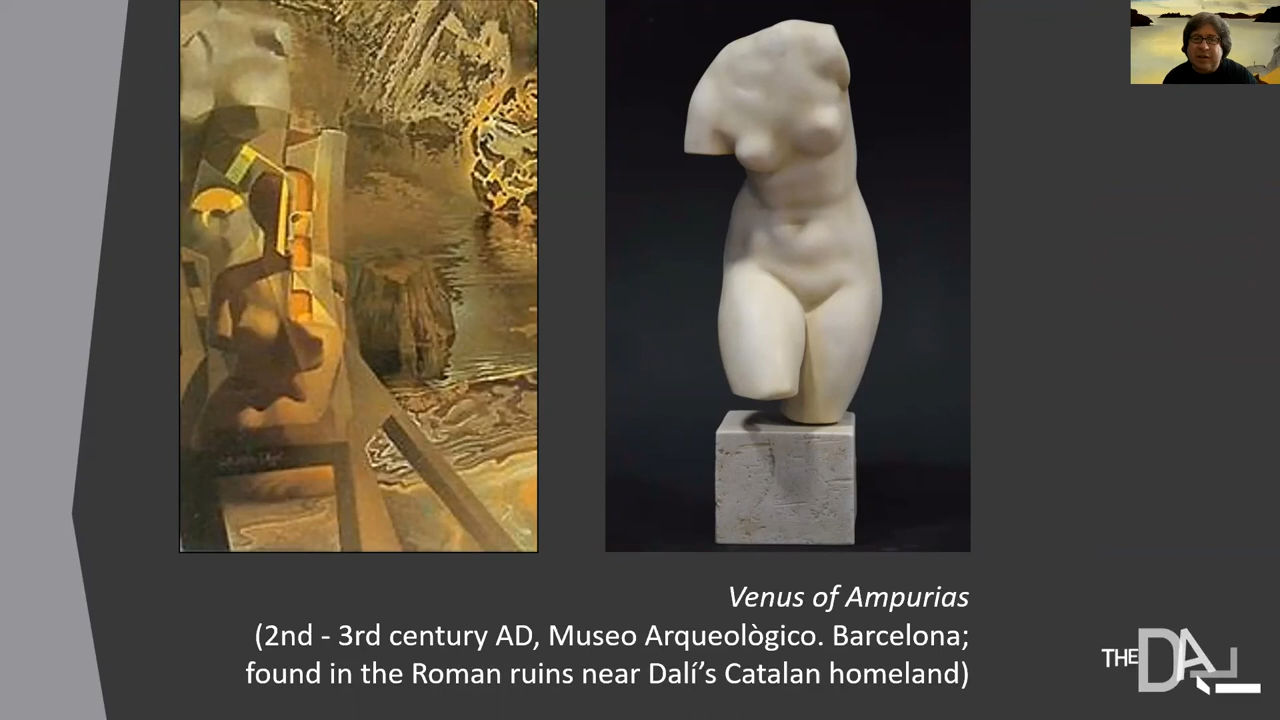 Venus of Ampurias
(2nd - 3rd century AD, Museo Arqueològico. Barcelona;
found in the Roman ruins near Dalí’s Catalan homeland)
THE DALÍ